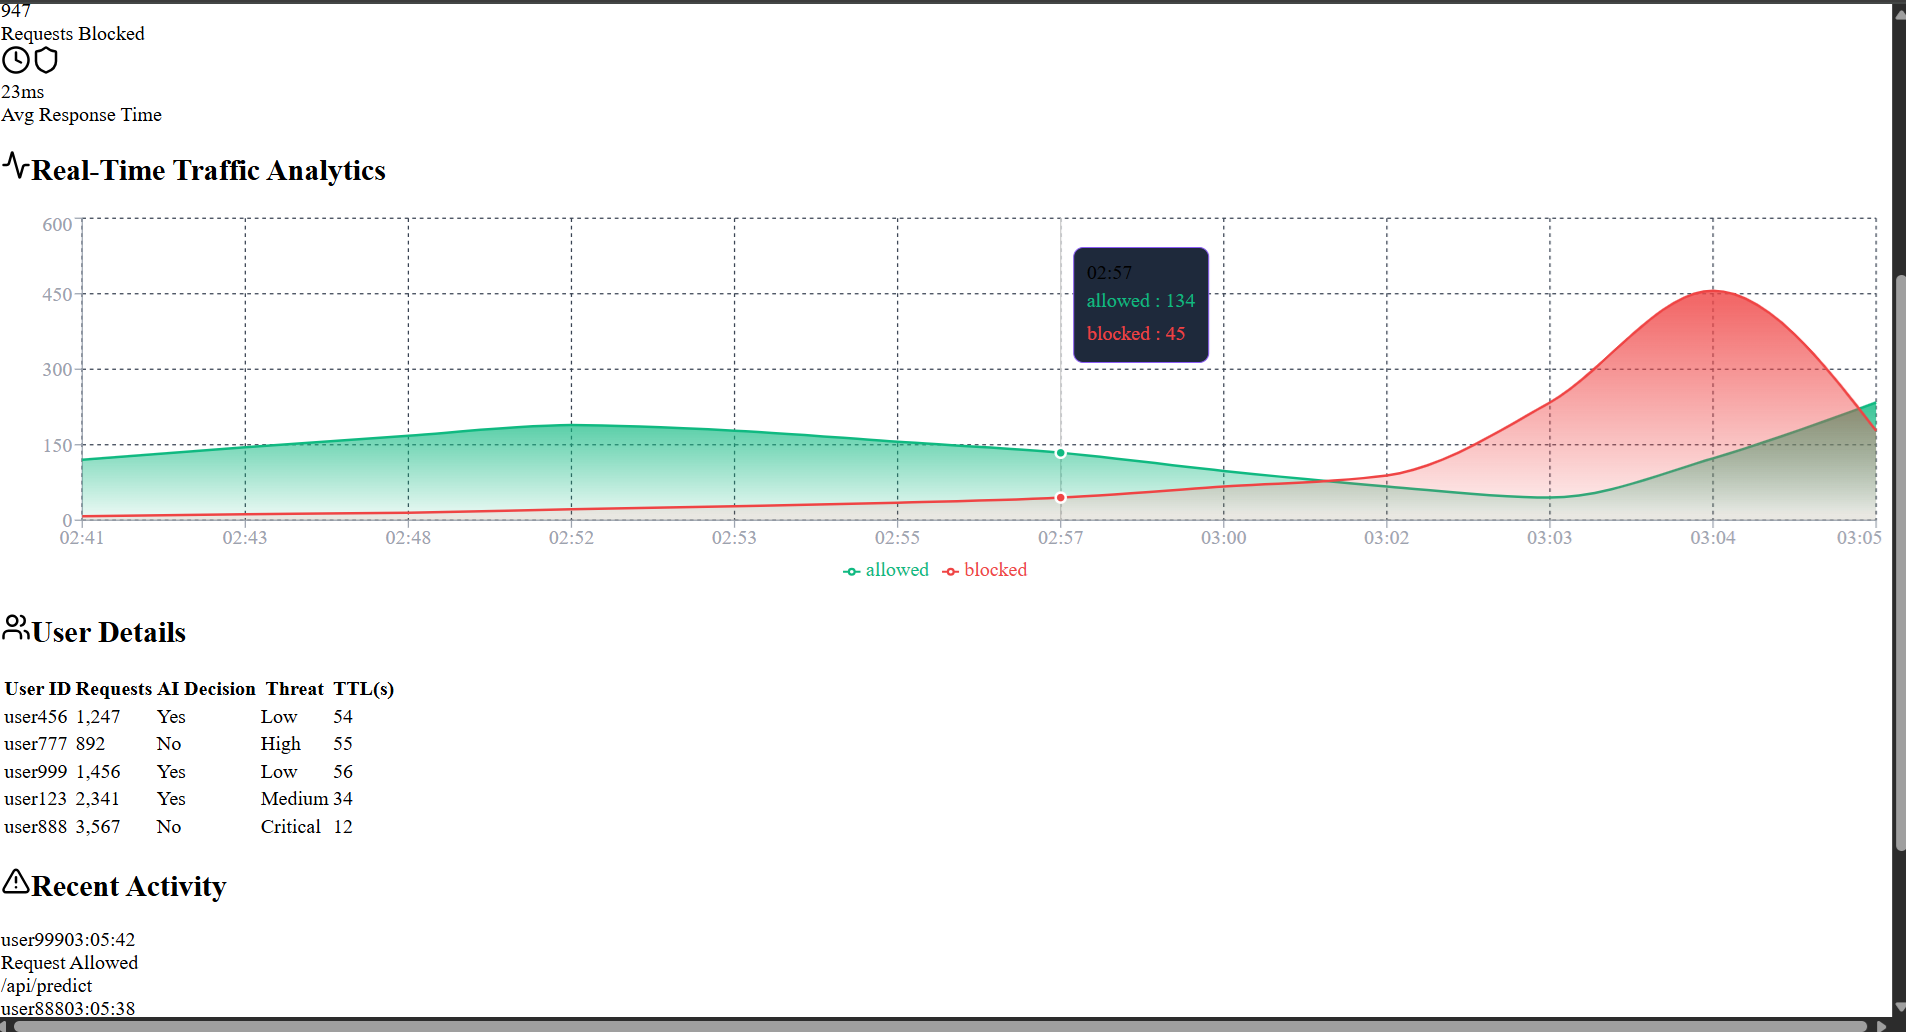 947
Requests Blocked
23ms
Avg Response Time
Real-Time Traffic Analytics
600
450
300
150
0
02:57
allowed : 134
blocked : 45
02:41 02:43 02:48 02:52 02:53 02:55 02:57 03:00 03:02 03:03 03:04 03:05
allowed blocked
User Details
User ID Requests AI Decision Threat TTL(s)
user456 1,247 Yes Low 54
user777 892 No High 55
user999 1,456 Yes Low 56
user123 2,341 Yes Medium 34
user888 3,567 No Critical 12
Recent Activity
user99903:05:42
Request Allowed
/api/predict
user88803:05:38